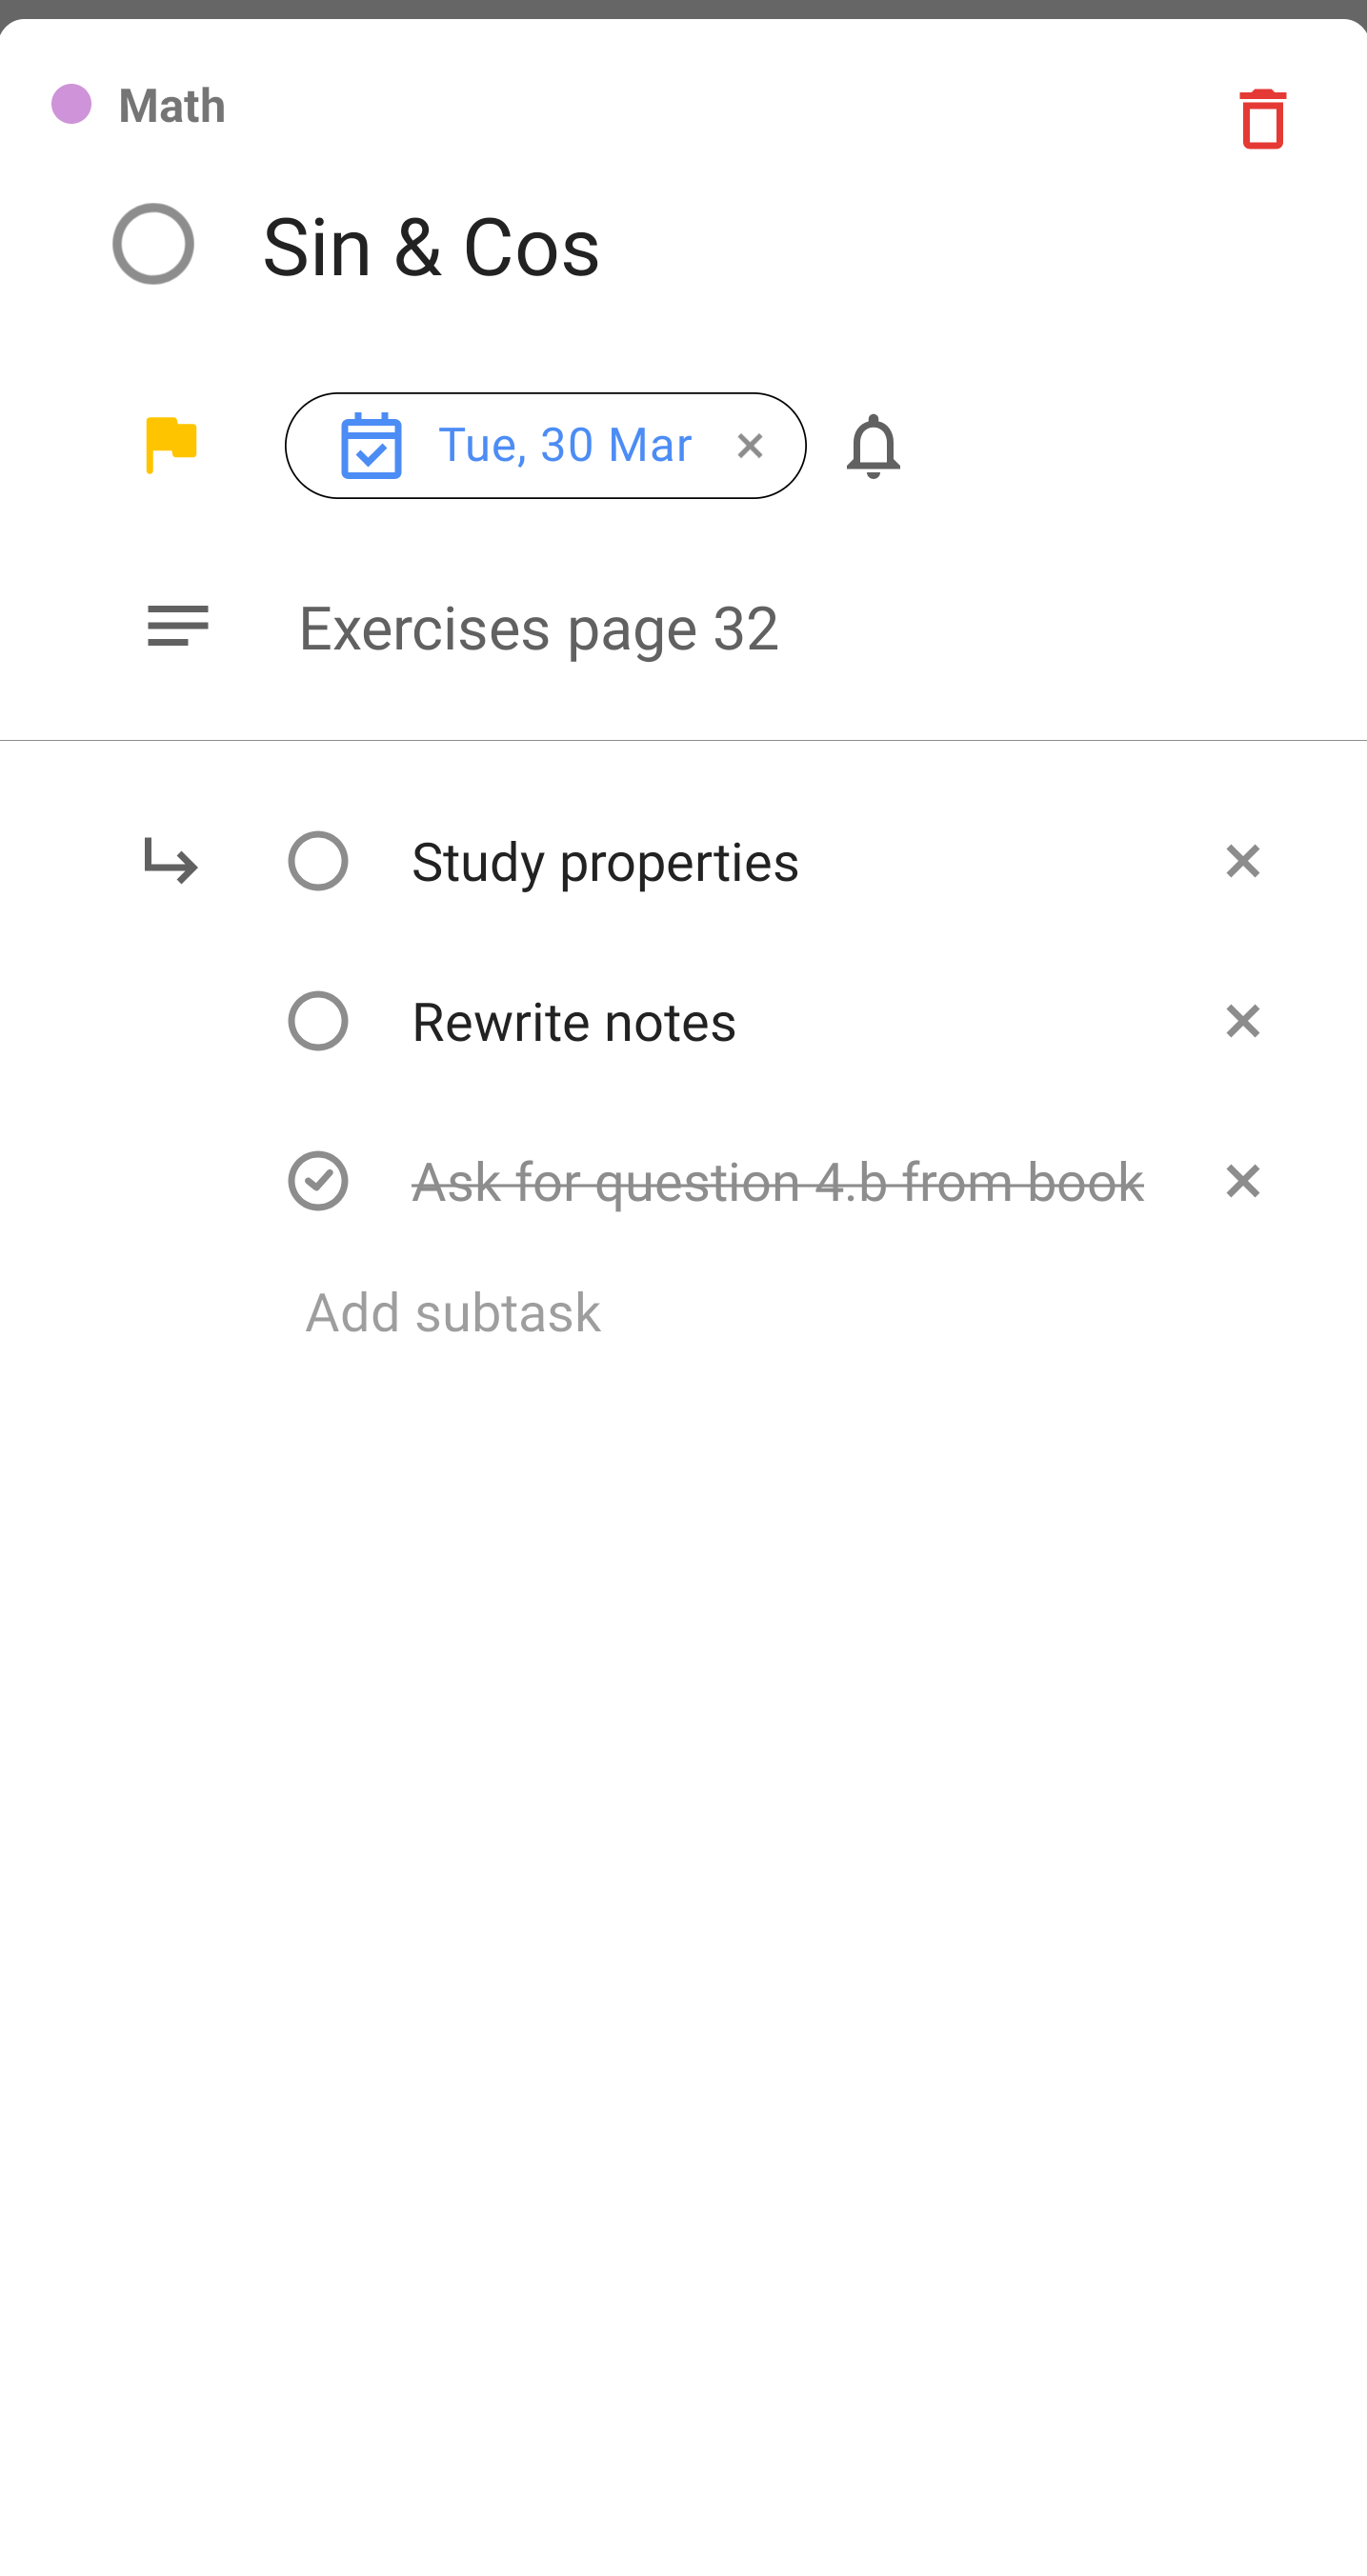 Math
Sin & Cos
Tue, 30 Mar
Exercises page 32
Study properties
Rewrite notes
Ask for question 4.b from book
Add subtask